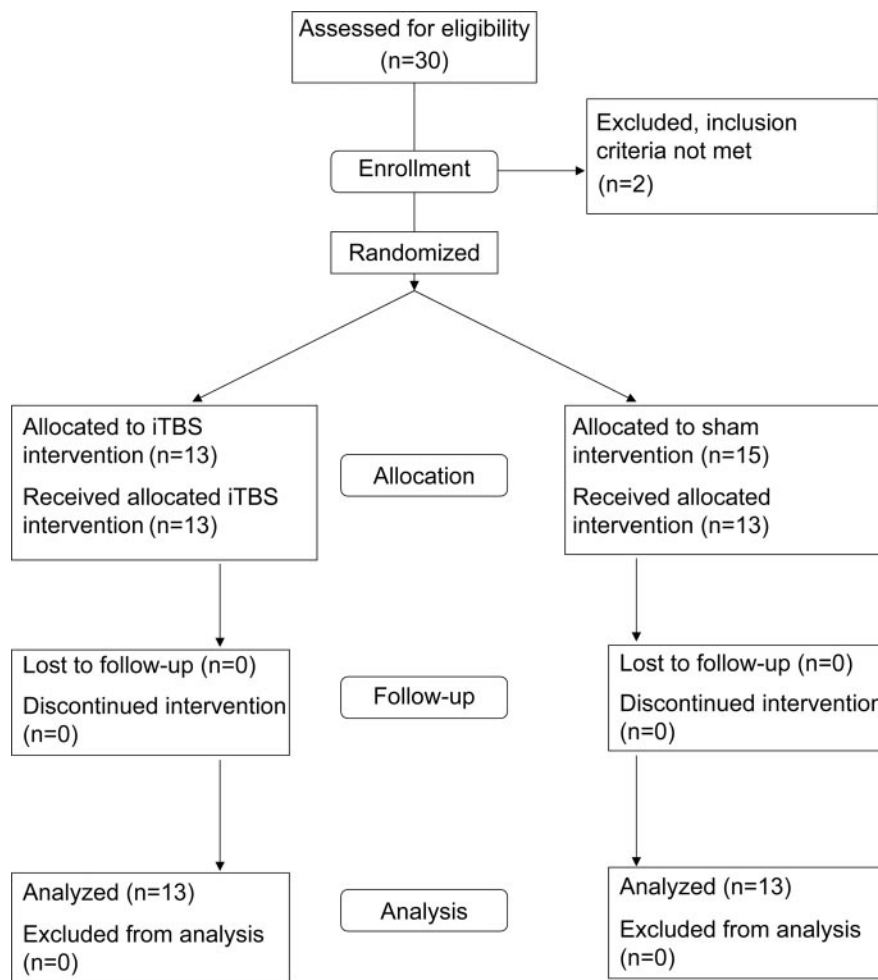 Assessed for eligibility
(n=30)
Excluded, inclusion
criteria not met
(n=2)
Enrollment
Randomized
Allocated to iTBS
intervention (n=13)
Received allocated iTBS
intervention (n=13)
Allocation
Allocated to sham
intervention (n=15)
Received allocated
intervention (n=13)
Lost to follow-up (n=0)
Discontinued intervention
(n=0)
Follow-up
Lost to follow-up (n=0)
Discontinued intervention
(n=0)
Analyzed (n=13)
Excluded from analysis
(n=0)
Analysis
Analyzed (n=13)
Excluded from analysis
(n=0)